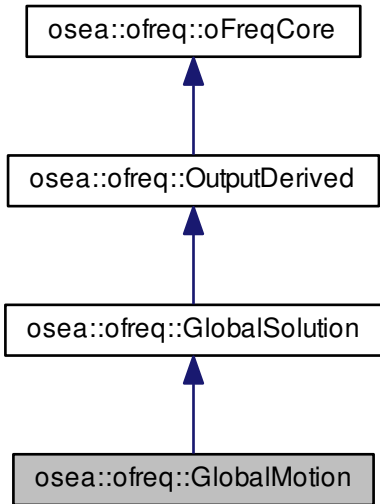 osea::ofreq::oFreqCore
osea::ofreq::OutputDerived
osea::ofreq::GlobalSolution
osea::ofreq::GlobalMotion